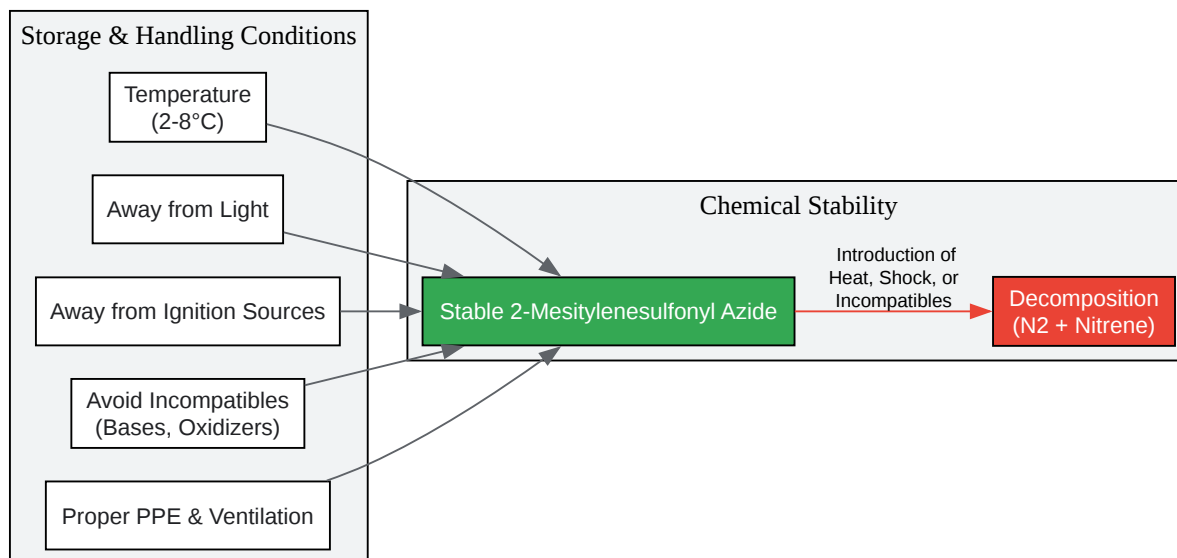 Storage & Handling Conditions
Temperature
(2-8°C)
Away from Light
Away from Ignition Sources
Avoid Incompatibles
(Bases, Oxidizers)
Proper PPE & Ventilation
Chemical Stability
Stable 2-Mesitylenesulfonyl Azide
Introduction of
Heat, Shock, or
Incompatibles
Decomposition
(N2 + Nitrene)